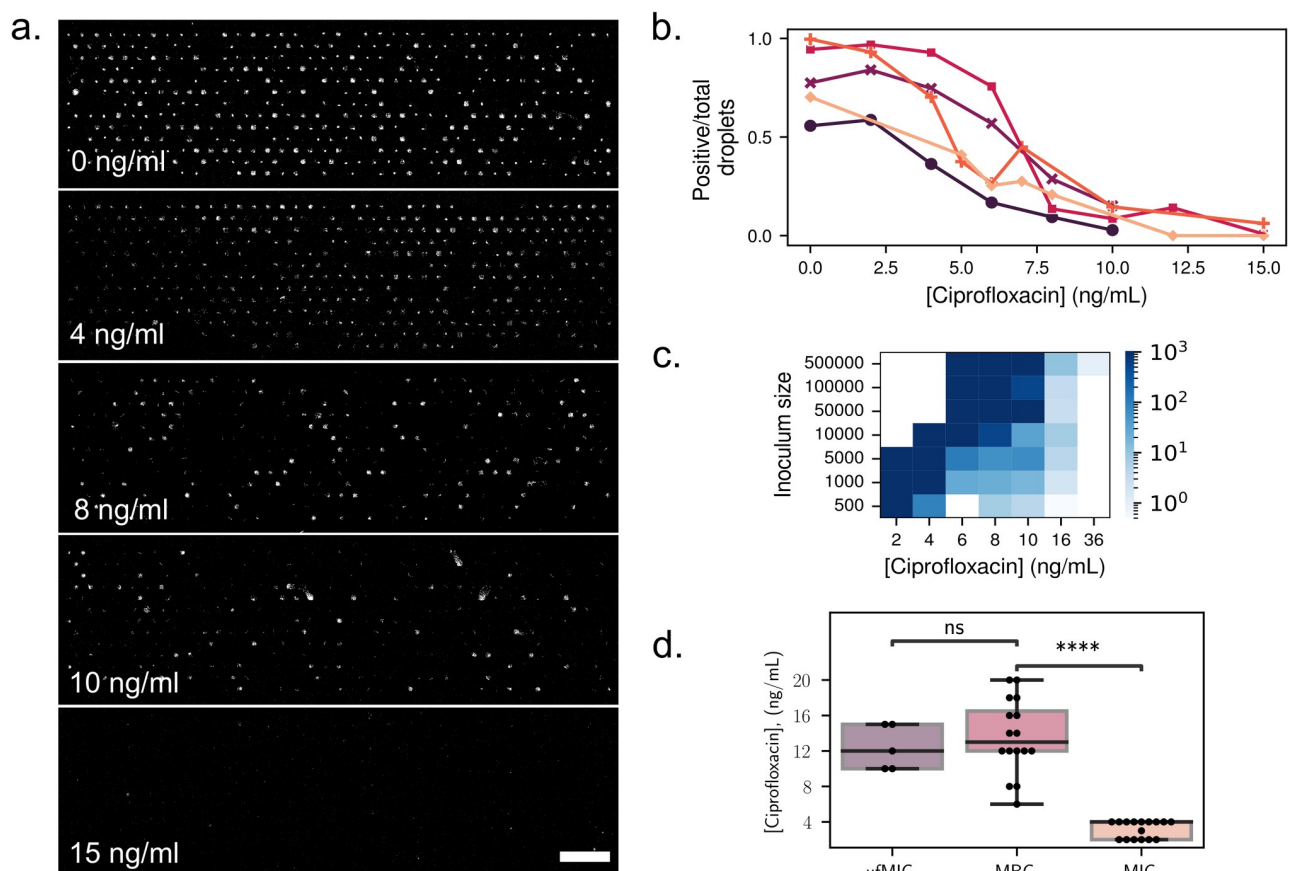 a.
0 ng/ml
4 ng/ml
8 ng/ml
10 ng/ml
15 ng/ml
b.
1.0
0.5
0.0
Positive/total
droplets
0.0 2.5 5.0 7.5 10.0 12.5 15.0
[Ciprofloxacin] (ng/mL)
c.
Inoculum size
500000
100000
50000
10000
5000
1000
500
2 4 6 8 10 16 36
[Ciprofloxacin] (ng/mL)
10³
10²
10¹
10⁰
d.
ns
****
[Ciprofloxacin], (ng/mL)
20
16
12
8
4